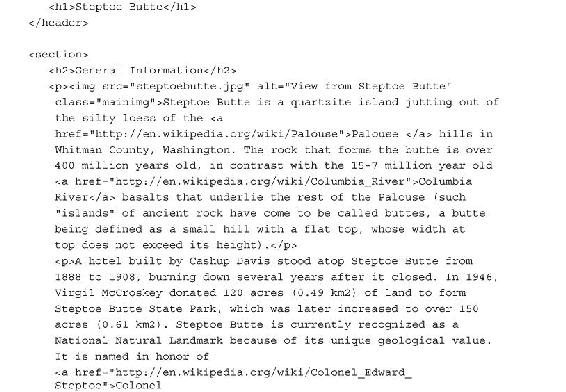 <h1>Steptoe Butte</h1>
</header>
<section>
<h2>General Information</h2>
<p><img src="steptoebutte.jpg" alt="View from Steptoe Butte"
class="mainimg">Steptoe Butte is a quartzite island jutting out of
the silty loess of the <a
href="http://en.wikipedia.org/wiki/Palouse">Palouse </a> hills in
Whitman County, Washington. The rock that forms the butte is over
400 million years old, in contrast with the 15-7 million year old
<a href="http://en.wikipedia.org/wiki/Columbia_River">Columbia
River</a> basalts that underlie the rest of the Palouse (such
"islands" of ancient rock have come to be called buttes, a butte
being defined as a small hill with a flat top, whose width at
top does not exceed its height).</p>
<p>A hotel built by Cashup Davis stood atop Steptoe Butte from
1888 to 1908, burning down several years after it closed. In 1946,
Virgil McCroskey donated 120 acres (0.49 km2) of land to form
Steptoe Butte State Park, which was later increased to over 150
acres (0.61 km2). Steptoe Butte is currently recognized as a
National Natural Landmark because of its unique geological value.
It is named in honor of
<a href="http://en.wikipedia.org/wiki/Colonel_Edward_
Steptoe">Colonel